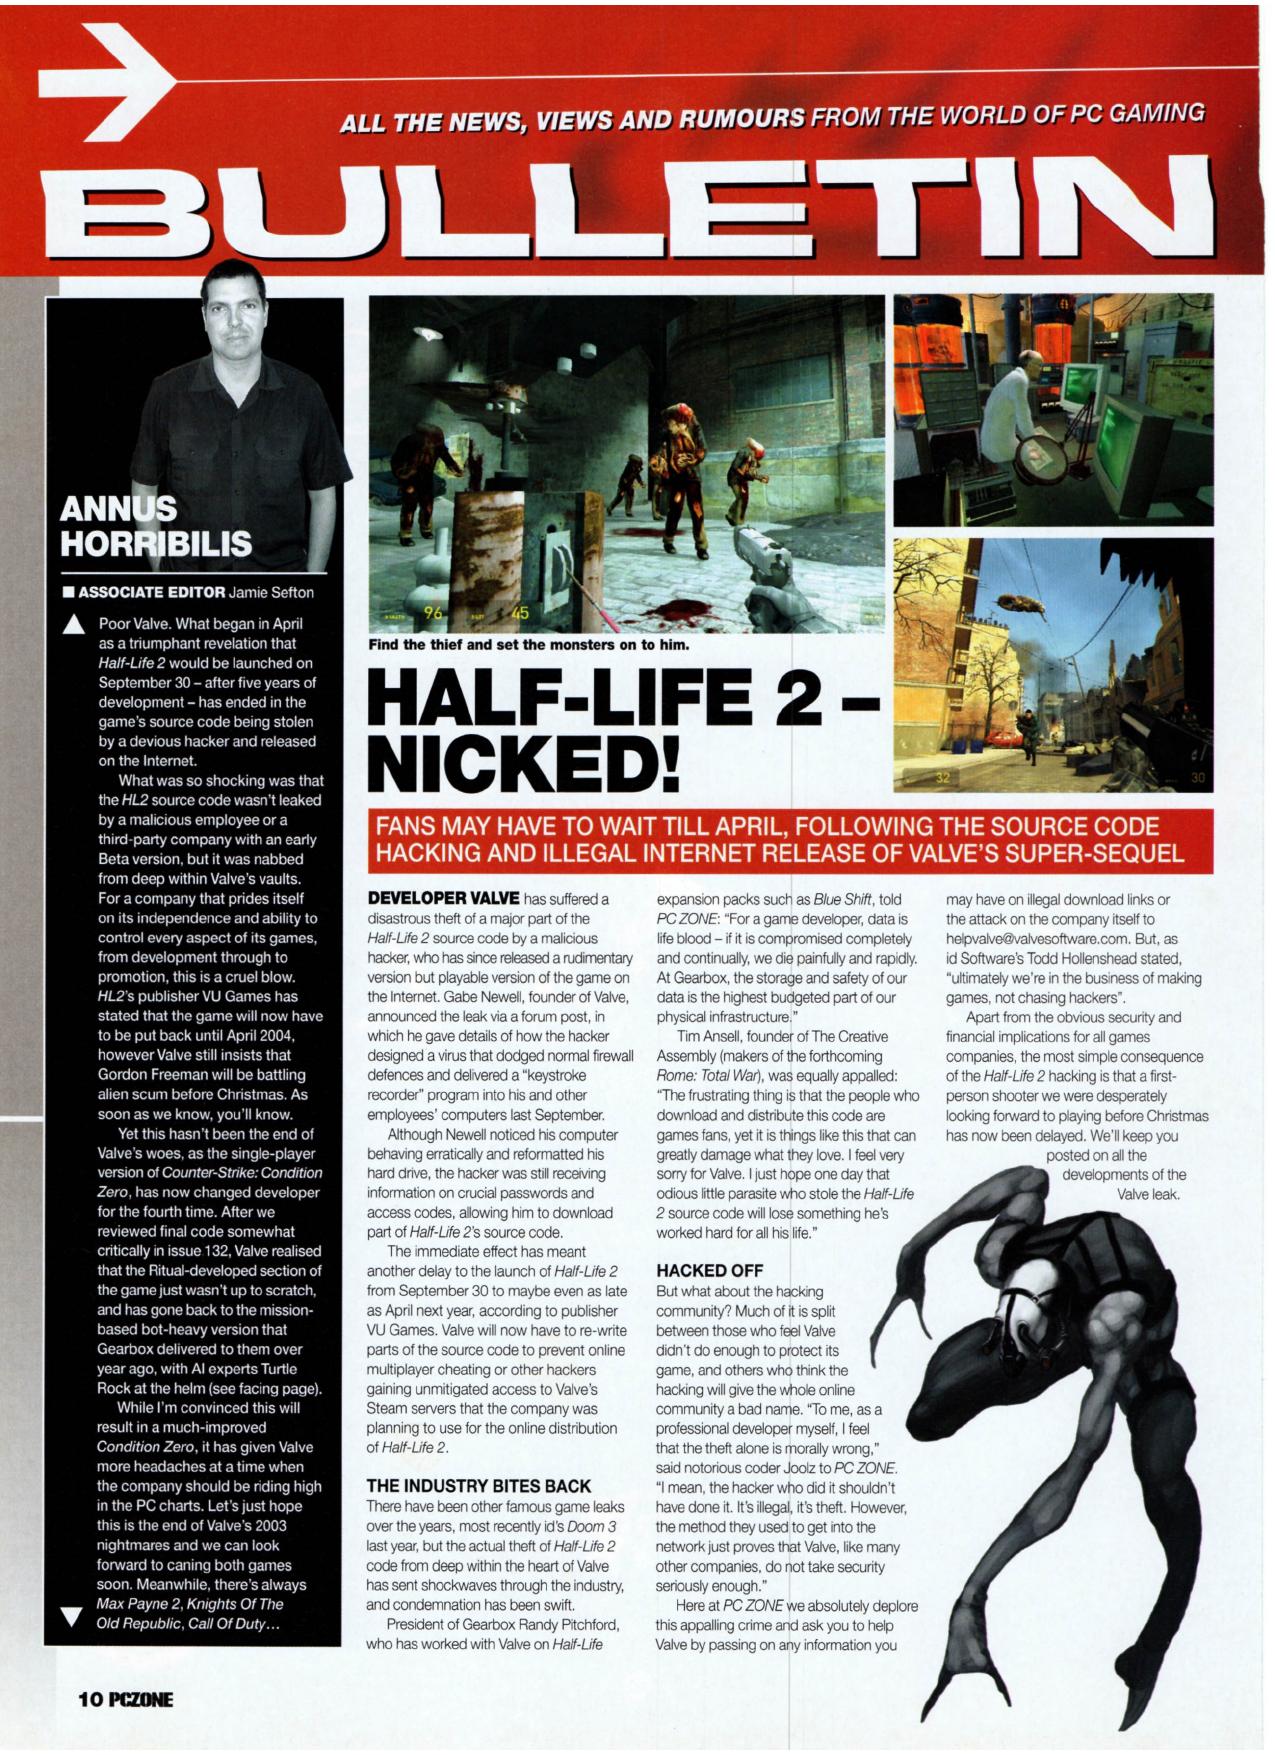 ALL THE NEWS, VIEWS AND RUMOURS FROM THE WORLD OF PC GAMING
BULLETIN
ANNUS
HORRIBILIS
■ ASSOCIATE EDITOR Jamie Sefton
Poor Valve. What began in April
as a triumphant revelation that
Half-Life 2 would be launched on
September 30 – after five years of
development – has ended in the
game's source code being stolen
by a devious hacker and released
on the Internet.
What was so shocking was that
the HL2 source code wasn't leaked
by a malicious employee or a
third-party company with an early
Beta version, but it was nabbed
from deep within Valve's vaults.
For a company that prides itself
on its independence and ability to
control every aspect of its games,
from development through to
promotion, this is a cruel blow.
HL2's publisher VU Games has
stated that the game will now have
to be put back until April 2004,
however Valve still insists that
Gordon Freeman will be battling
alien scum before Christmas. As
soon as we know, you'll know.
Yet this hasn't been the end of
Valve's woes, as the single-player
version of Counter-Strike: Condition
Zero, has now changed developer
for the fourth time. After we
reviewed final code somewhat
critically in issue 132, Valve realised
that the Ritual-developed section of
the game just wasn't up to scratch,
and has gone back to the mission-
based bot-heavy version that
Gearbox delivered to them over
year ago, with AI experts Turtle
Rock at the helm (see facing page).
While I'm convinced this will
result in a much-improved
Condition Zero, it has given Valve
more headaches at a time when
the company should be riding high
in the PC charts. Let's just hope
this is the end of Valve's 2003
nightmares and we can look
forward to caning both games
soon. Meanwhile, there's always
Max Payne 2, Knights Of The
Old Republic, Call Of Duty...
96 45
32 30
Find the thief and set the monsters on to him.
HALF-LIFE 2 –
NICKED!
FANS MAY HAVE TO WAIT TILL APRIL, FOLLOWING THE SOURCE CODE
HACKING AND ILLEGAL INTERNET RELEASE OF VALVE'S SUPER-SEQUEL
DEVELOPER VALVE has suffered a
disastrous theft of a major part of the
Half-Life 2 source code by a malicious
hacker, who has since released a rudimentary
version but playable version of the game on
the Internet. Gabe Newell, founder of Valve,
announced the leak via a forum post, in
which he gave details of how the hacker
designed a virus that dodged normal firewall
defences and delivered a "keystroke
recorder" program into his and other
employees' computers last September.
Although Newell noticed his computer
behaving erratically and reformatted his
hard drive, the hacker was still receiving
information on crucial passwords and
access codes, allowing him to download
part of Half-Life 2's source code.
The immediate effect has meant
another delay to the launch of Half-Life 2
from September 30 to maybe even as late
as April next year, according to publisher
VU Games. Valve will now have to re-write
parts of the source code to prevent online
multiplayer cheating or other hackers
gaining unmitigated access to Valve's
Steam servers that the company was
planning to use for the online distribution
of Half-Life 2.
THE INDUSTRY BITES BACK
There have been other famous game leaks
over the years, most recently id's Doom 3
last year, but the actual theft of Half-Life 2
code from deep within the heart of Valve
has sent shockwaves through the industry,
and condemnation has been swift.
President of Gearbox Randy Pitchford,
who has worked with Valve on Half-Life
expansion packs such as Blue Shift, told
PC ZONE: "For a game developer, data is
life blood – if it is compromised completely
and continually, we die painfully and rapidly.
At Gearbox, the storage and safety of our
data is the highest budgeted part of our
physical infrastructure."
Tim Ansell, founder of The Creative
Assembly (makers of the forthcoming
Rome: Total War), was equally appalled:
"The frustrating thing is that the people who
download and distribute this code are
games fans, yet it is things like this that can
greatly damage what they love. I feel very
sorry for Valve. I just hope one day that
odious little parasite who stole the Half-Life
2 source code will lose something he's
worked hard for all his life."
HACKED OFF
But what about the hacking
community? Much of it is split
between those who feel Valve
didn't do enough to protect its
game, and others who think the
hacking will give the whole online
community a bad name. "To me, as a
professional developer myself, I feel
that the theft alone is morally wrong,"
said notorious coder Joolz to PC ZONE.
"I mean, the hacker who did it shouldn't
have done it. It's illegal, it's theft. However,
the method they used to get into the
network just proves that Valve, like many
other companies, do not take security
seriously enough."
Here at PC ZONE we absolutely deplore
this appalling crime and ask you to help
Valve by passing on any information you
may have on illegal download links or
the attack on the company itself to
helpvalve@valvesoftware.com. But, as
id Software's Todd Hollenshead stated,
"ultimately we're in the business of making
games, not chasing hackers".
Apart from the obvious security and
financial implications for all games
companies, the most simple consequence
of the Half-Life 2 hacking is that a first-
person shooter we were desperately
looking forward to playing before Christmas
has now been delayed. We'll keep you
posted on all the
developments of the
Valve leak.
10 PCZONE